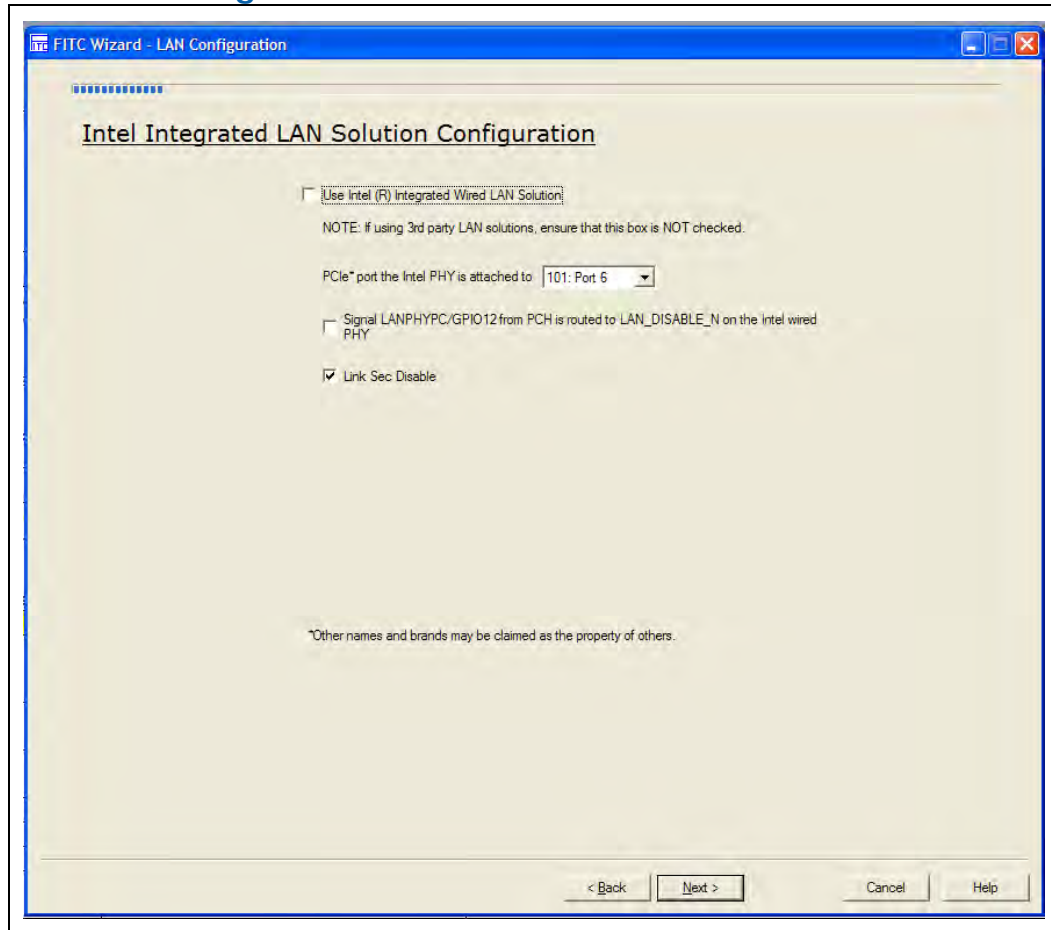 FITC Wizard - LAN Configuration
Intel Integrated LAN Solution Configuration
Use Intel (R) Integrated Wired LAN Solution
NOTE: If using 3rd party LAN solutions, ensure that this box is NOT checked.
PCIe* port the Intel PHY is attached to 101: Port 6
Signal LANPHYPC/GPIO12 from PCH is routed to LAN_DISABLE_N on the Intel wired
PHY
Link Sec Disable
*Other names and brands may be claimed as the property of others.
< Back Next > Cancel Help